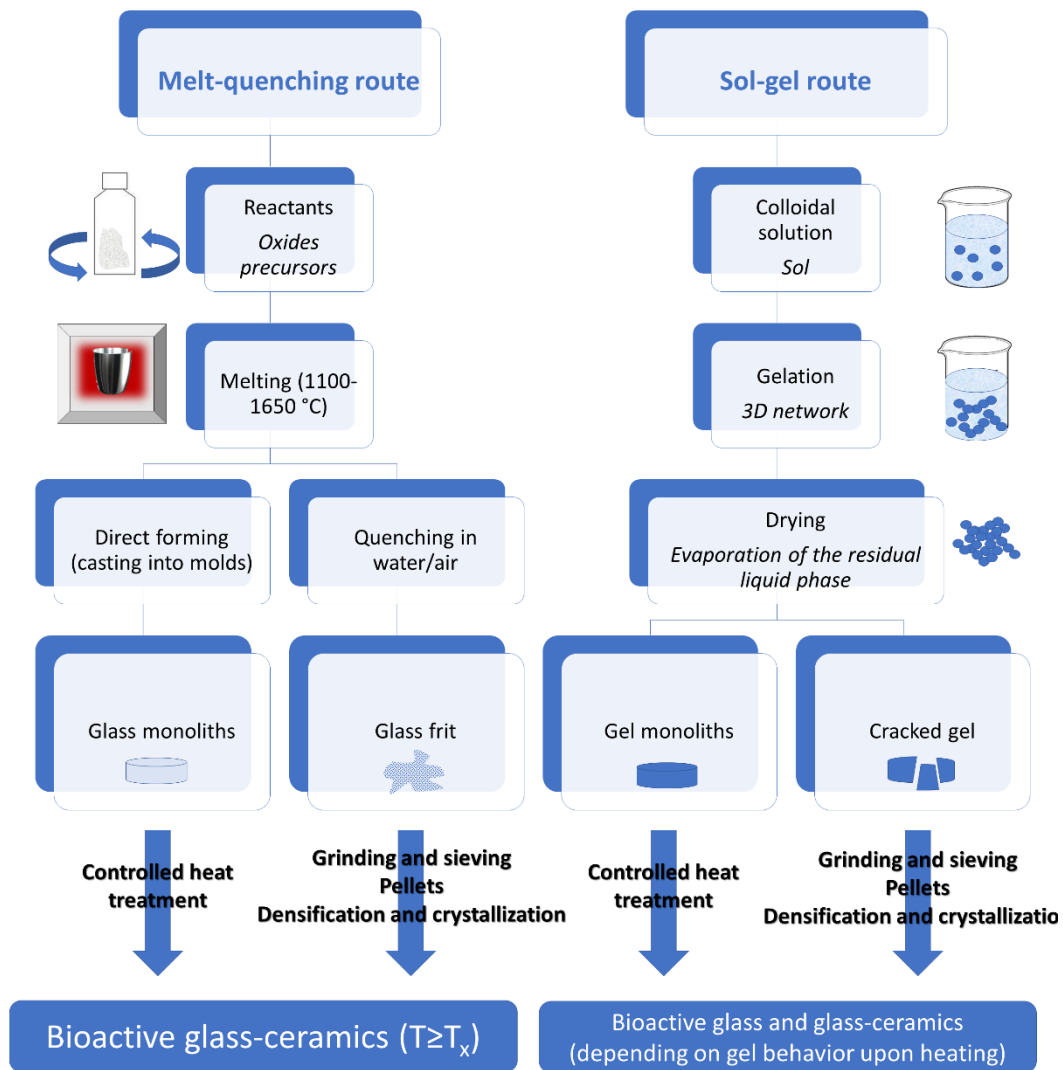 Melt-quenching route
Reactants
Oxides
precursors
Melting (1100-
1650 °C)
Direct forming
(casting into molds)
Quenching in
water/air
Glass monoliths
Glass frit
Controlled heat
treatment
Grinding and sieving
Pellets
Densification and crystallization
Bioactive glass-ceramics (T≥Tx)
Sol-gel route
Colloidal
solution
Sol
Gelation
3D network
Drying
Evaporation of the residual
liquid phase
Gel monoliths
Cracked gel
Controlled heat
treatment
Grinding and sieving
Pellets
Densification and crystallizatio
Bioactive glass and glass-ceramics
(depending on gel behavior upon heating)